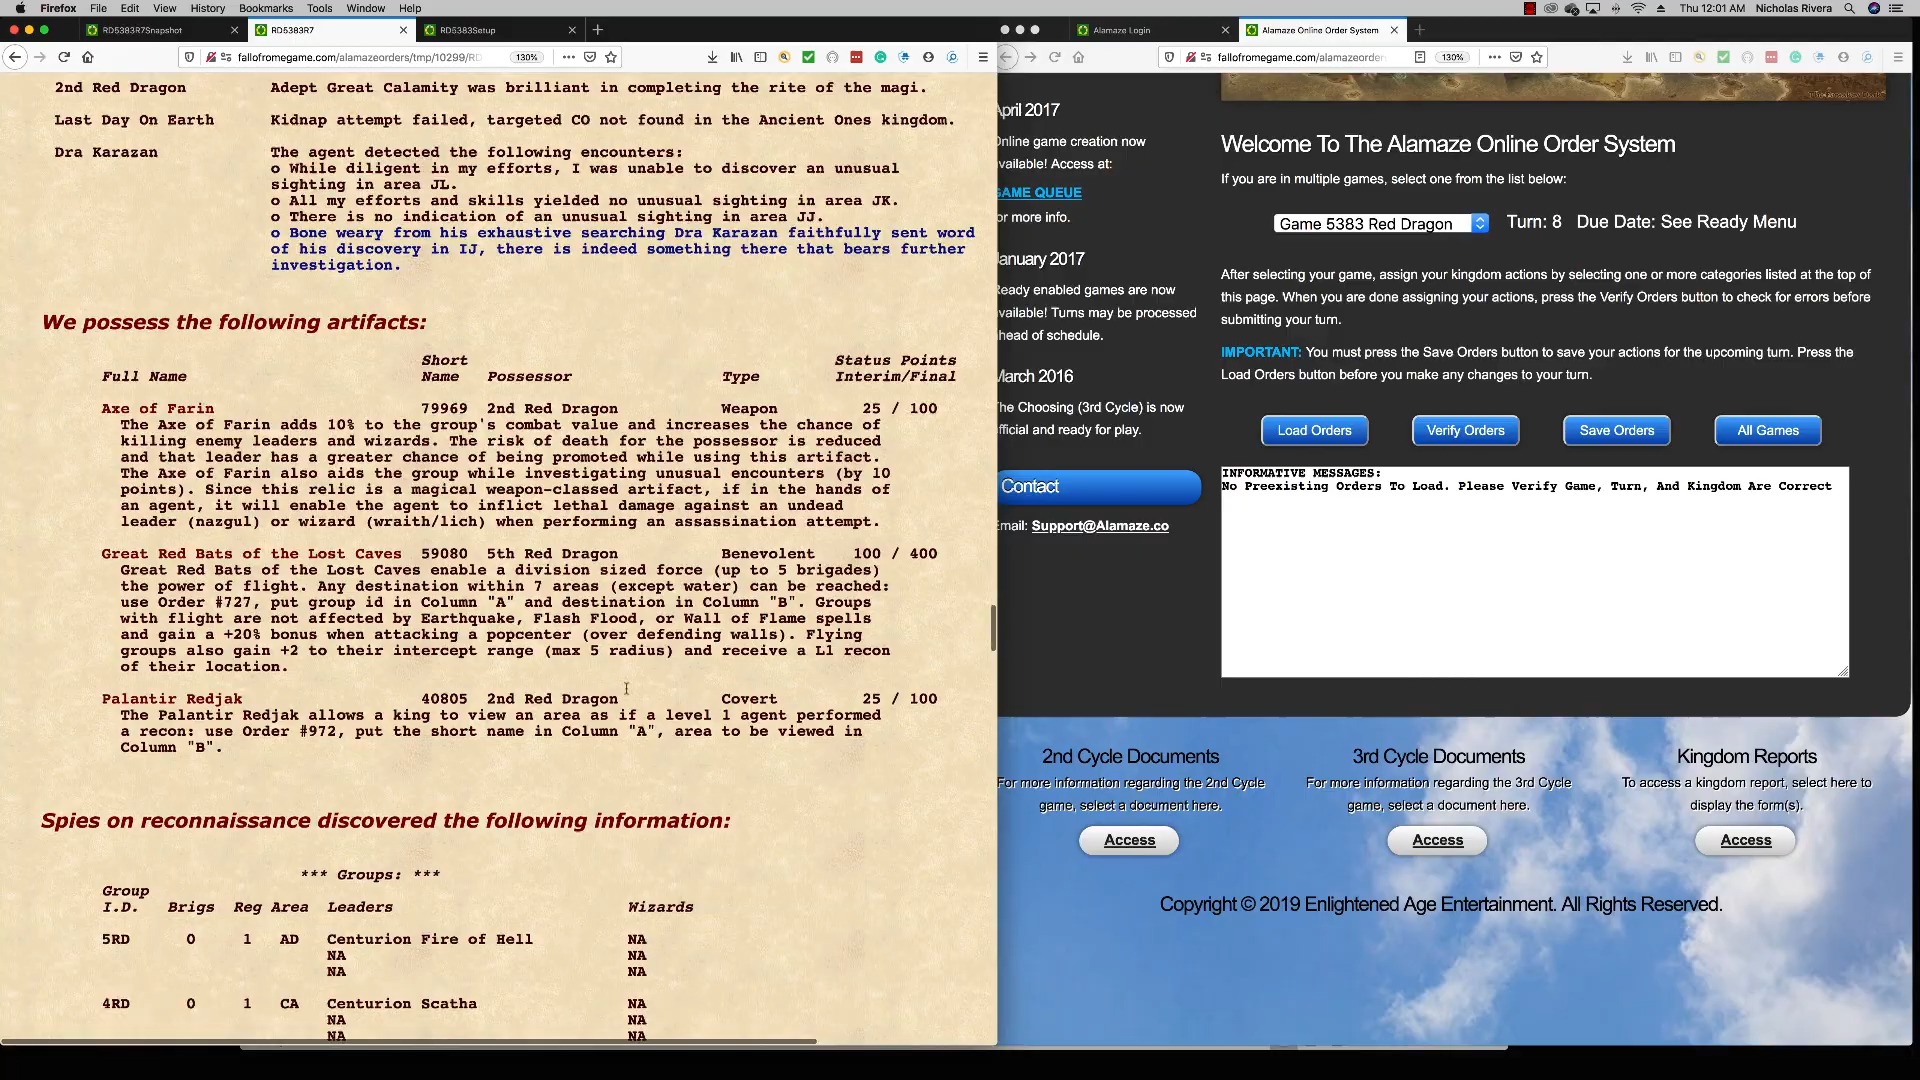 Firefox File Edit View History Bookmarks Tools Window Help
Thu 12:01 AM Nicholas Rivera
RD5383R7Snapshot
RD5383R7
RD5383Setup
fallofromegame.com/alamazeorders/tmp/10299/RD
130%
2nd Red Dragon Adept Great Calamity was brilliant in completing the rite of the magi.
Last Day On Earth Kidnap attempt failed, targeted CO not found in the Ancient Ones kingdom.
Dra Karazan The agent detected the following encounters:
o While diligent in my efforts, I was unable to discover an unusual
sighting in area JL.
o All my efforts and skills yielded no unusual sighting in area JK.
o There is no indication of an unusual sighting in area JJ.
o Bone weary from his exhaustive searching Dra Karazan faithfully sent word
of his discovery in IJ, there is indeed something there that bears further
investigation.
We possess the following artifacts:
Short Status Points
Full Name Name Possessor Type Interim/Final
Axe of Farin 79969 2nd Red Dragon Weapon 25 / 100
The Axe of Farin adds 10% to the group's combat value and increases the chance of
killing enemy leaders and wizards. The risk of death for the possessor is reduced
and that leader has a greater chance of being promoted while using this artifact.
The Axe of Farin also aids the group while investigating unusual encounters (by 10
points). Since this relic is a magical weapon-classed artifact, if in the hands of
an agent, it will enable the agent to inflict lethal damage against an undead
leader (nazgul) or wizard (wraith/lich) when performing an assassination attempt.
Great Red Bats of the Lost Caves 59080 5th Red Dragon Benevolent 100 / 400
Great Red Bats of the Lost Caves enable a division sized force (up to 5 brigades)
the power of flight. Any destination within 7 areas (except water) can be reached:
use Order #727, put group id in Column "A" and destination in Column "B". Groups
with flight are not affected by Earthquake, Flash Flood, or Wall of Flame spells
and gain a +20% bonus when attacking a popcenter (over defending walls). Flying
groups also gain +2 to their intercept range (max 5 radius) and receive a L1 recon
of their location.
Palantir Redjak 40805 2nd Red Dragon Covert 25 / 100
The Palantir Redjak allows a king to view an area as if a level 1 agent performed
a recon: use Order #972, put the short name in Column "A", area to be viewed in
Column "B".
Spies on reconnaissance discovered the following information:
*** Groups: ***
Group
I.D. Brigs Reg Area Leaders Wizards
5RD 0 1 AD Centurion Fire of Hell NA
NA NA
NA NA
4RD 0 1 CA Centurion Scatha NA
NA NA
NA NA
Alamaze Login
Alamaze Online Order System
fallofromegame.com/alamazeorders
130%
April 2017
Online game creation now
available! Access at:
GAME QUEUE
for more info.
January 2017
Ready enabled games are now
available! Turns may be processed
ahead of schedule.
March 2016
The Choosing (3rd Cycle) is now
official and ready for play.
Contact
Email: Support@Alamaze.co
Welcome To The Alamaze Online Order System
If you are in multiple games, select one from the list below:
Game 5383 Red Dragon Turn: 8 Due Date: See Ready Menu
After selecting your game, assign your kingdom actions by selecting one or more categories listed at the top of
this page. When you are done assigning your actions, press the Verify Orders button to check for errors before
submitting your turn.
IMPORTANT: You must press the Save Orders button to save your actions for the upcoming turn. Press the
Load Orders button before you make any changes to your turn.
Load Orders Verify Orders Save Orders All Games
INFORMATIVE MESSAGES:
No Preexisting Orders To Load. Please Verify Game, Turn, And Kingdom Are Correct
2nd Cycle Documents
For more information regarding the 2nd Cycle
game, select a document here.
Access
3rd Cycle Documents
For more information regarding the 3rd Cycle
game, select a document here.
Access
Kingdom Reports
To access a kingdom report, select here to
display the form(s).
Access
Copyright © 2019 Enlightened Age Entertainment. All Rights Reserved.